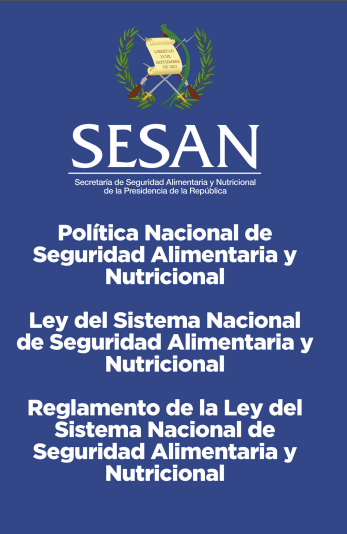 LIBERTAD
15 DE
SEPTIEMBRE
DE 1821
SESAN
Secretaría de Seguridad Alimentaria y Nutricional
de la Presidencia de la República
Política Nacional de
Seguridad Alimentaria y
Nutricional
Ley del Sistema Nacional
de Seguridad Alimentaria y
Nutricional
Reglamento de la Ley del
Sistema Nacional de
Seguridad Alimentaria y
Nutricional